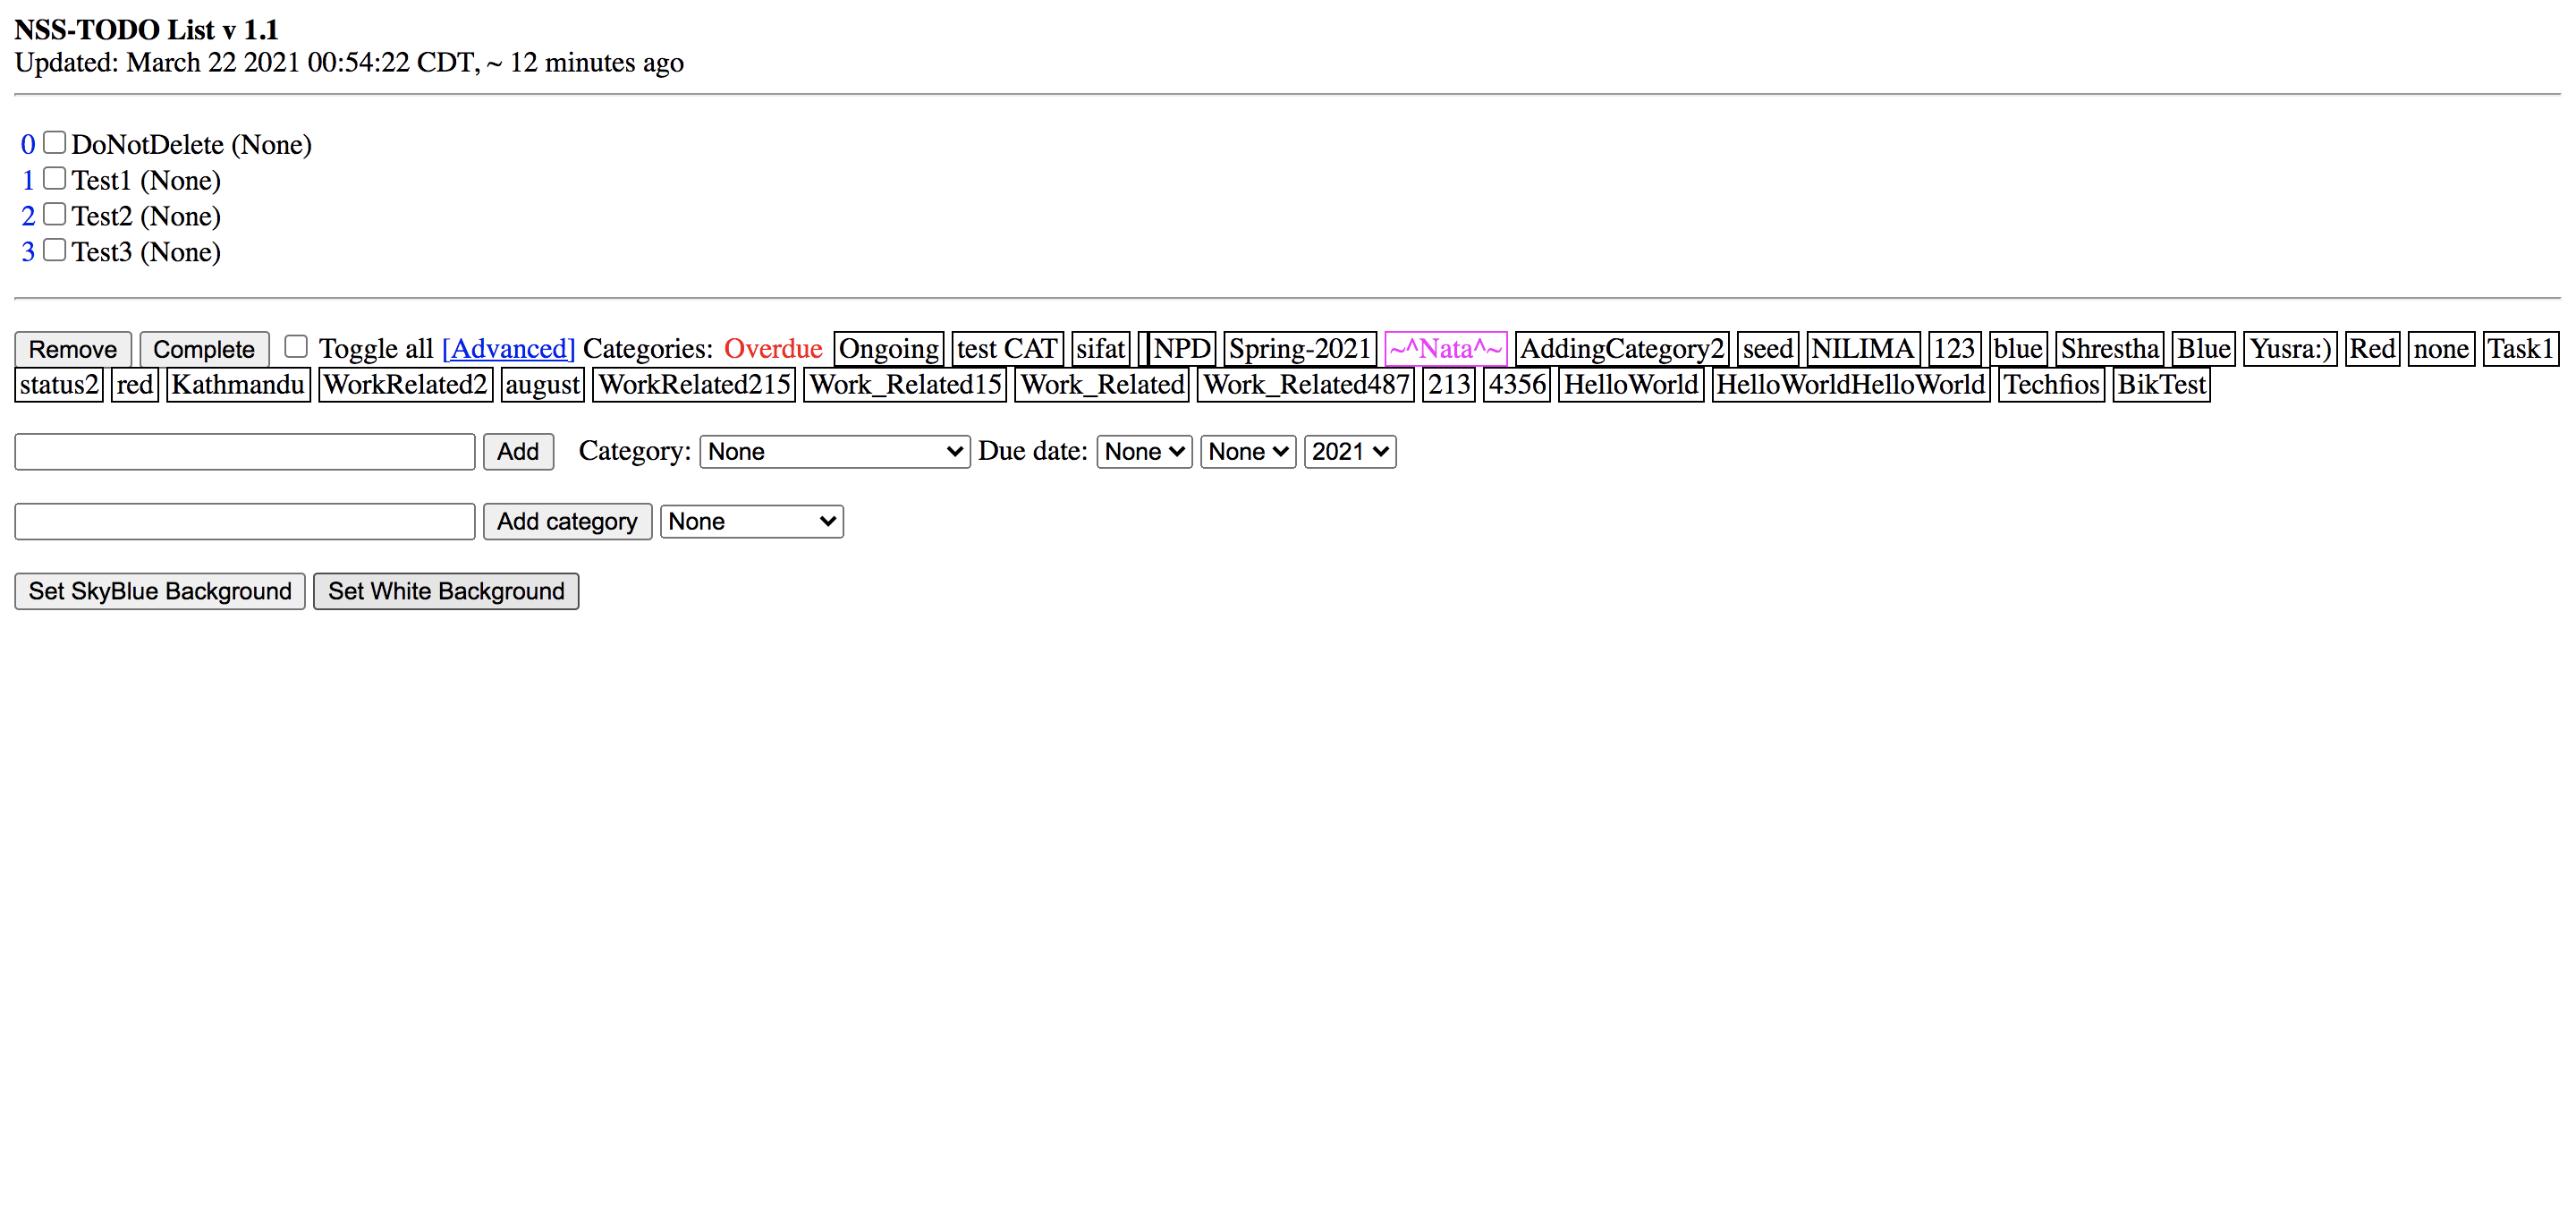 NSS-TODO List v 1.1
Updated: March 22 2021 00:54:22 CDT, ~ 12 minutes ago
0 DoNotDelete (None)
1 Test1 (None)
2 Test2 (None)
3 Test3 (None)
Remove Complete Toggle all [Advanced] Categories: Overdue Ongoing test CAT sifat NPD Spring-2021 ~^Nata^~ AddingCategory2 seed NILIMA 123 blue Shrestha Blue Yusra:) Red none Task1
status2 red Kathmandu WorkRelated2 august WorkRelated215 Work_Related15 Work_Related Work_Related487 213 4356 HelloWorld HelloWorldHelloWorld Techfios BikTest
Add Category: None Due date: None None 2021
Add category None
Set SkyBlue Background Set White Background